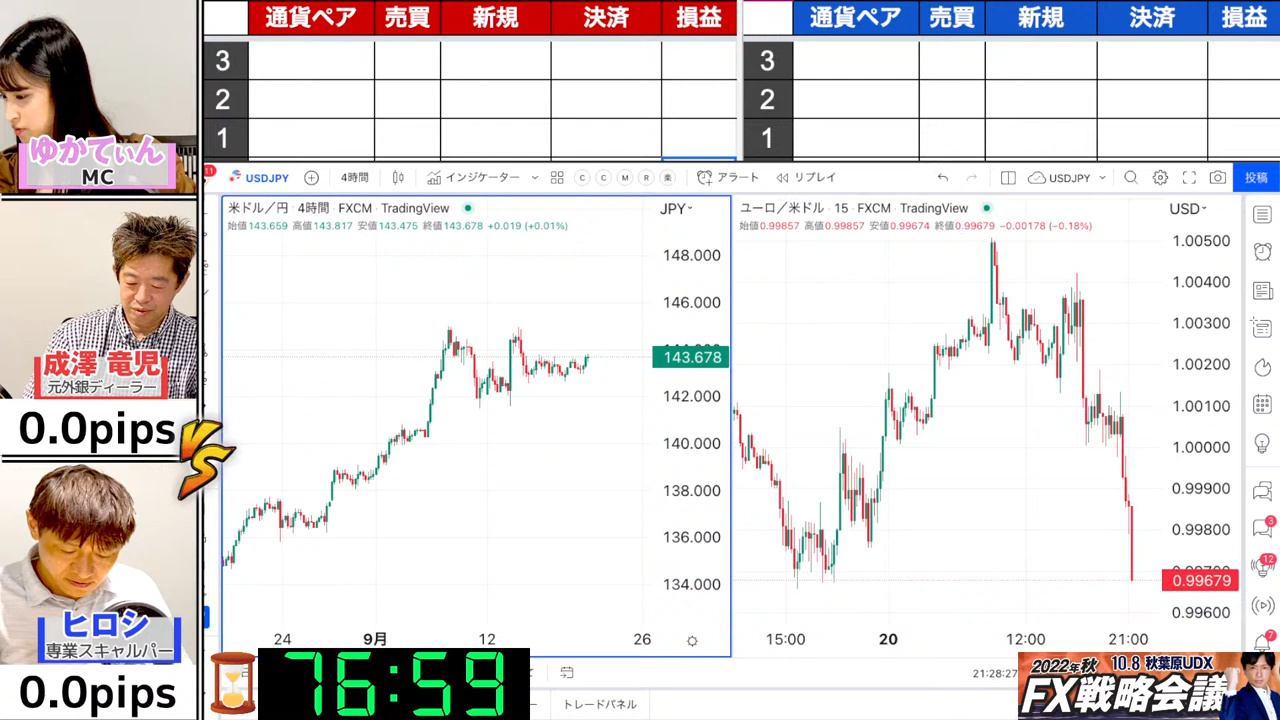 通貨ペア 売買 新規 決済 損益
3
2
1
通貨ペア 売買 新規 決済 損益
3
2
1
ゆかてぃん
MC
成澤 竜児
元外銀ディーラー
0.0pips
VS
ヒロシ
専業スキャルパー
0.0pips
11
USDJPY
4時間
インジケーター
C C M R 薬
アラート
リプレイ
USDJPY
投稿
米ドル／円 · 4時間 · FXCM · TradingView
始値143.659 高値143.817 安値143.475 終値143.678 +0.019 (+0.01%)
JPY
148.000
146.000
143.678
142.000
140.000
138.000
136.000
134.000
24 9月 12 26
ユーロ／米ドル · 15 · FXCM · TradingView
始値0.99857 高値0.99857 安値0.99674 終値0.99679 −0.00178 (−0.18%)
USD
1.00500
1.00400
1.00300
1.00200
1.00100
1.00000
0.99900
0.99800
0.99679
0.99600
15:00 20 12:00 21:00
3
12
7
76:59
21:28:27
トレードパネル
2022年秋 10.8 秋葉原UDX
FX戦略会議